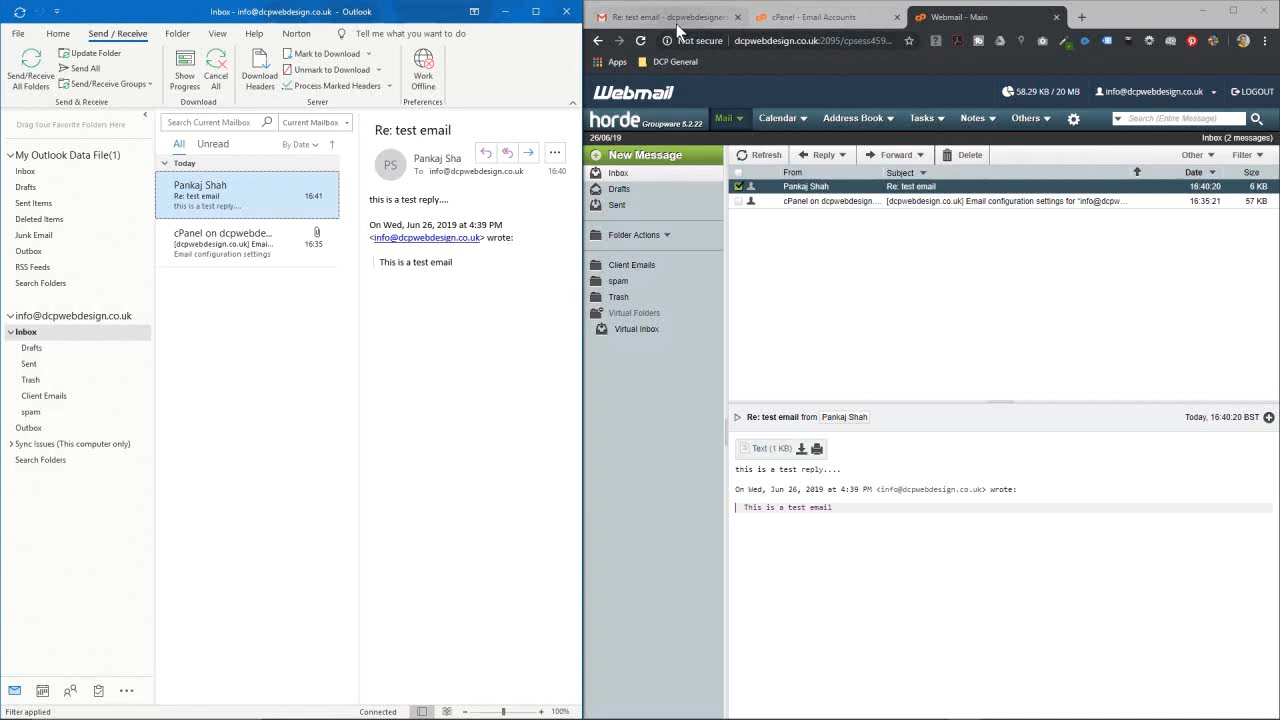 Inbox - info@dcpwebdesign.co.uk - Outlook
File Home Send / Receive Folder View Help Norton Tell me what you want to do
Send/Receive All Folders
Update Folder
Send All
Send/Receive Groups
Send & Receive
Show Progress
Cancel All
Download
Download Headers
Mark to Download
Unmark to Download
Process Marked Headers
Server
Work Offline
Preferences
Drag Your Favorite Folders Here
My Outlook Data File(1)
Inbox
Drafts
Sent Items
Deleted Items
Junk Email
Outbox
RSS Feeds
Search Folders
info@dcpwebdesign.co.uk
Inbox
Drafts
Sent
Trash
Client Emails
spam
Outbox
Sync Issues (This computer only)
Search Folders
Search Current Mailbox Current Mailbox
All Unread By Date
Today
Pankaj Shah
Re: test email 16:41
this is a test reply....
cPanel on dcpwebde...
[dcpwebdesign.co.uk] Emai... 16:35
Email configuration settings
Re: test email
PS
Pankaj Sha
To info@dcpwebdesign.co.uk 16:40
this is a test reply....
On Wed, Jun 26, 2019 at 4:39 PM
<info@dcpwebdesign.co.uk> wrote:
This is a test email
Filter applied Connected 100%
Re: test email - dcpwebdesigner cPanel - Email Accounts Webmail - Main
Not secure dcpwebdesign.co.uk:2095/cpsess459...
Apps DCP General
Webmail 58.29 KB / 20 MB info@dcpwebdesign.co.uk LOGOUT
horde Groupware 5.2.22 Mail Calendar Address Book Tasks Notes Others Search (Entire Message)
26/06/19 Inbox (2 messages)
New Message Refresh Reply Forward Delete Other Filter
Inbox
Drafts
Sent
Folder Actions
Client Emails
spam
Trash
Virtual Folders
Virtual Inbox
From Subject Date Size
Pankaj Shah Re: test email 16:40:20 6 KB
cPanel on dcpwebdesign.... [dcpwebdesign.co.uk] Email configuration settings for "info@dcpw... 16:35:21 57 KB
Re: test email from Pankaj Shah Today, 16:40:20 BST
Text (1 KB)
this is a test reply....
On Wed, Jun 26, 2019 at 4:39 PM <info@dcpwebdesign.co.uk> wrote:
This is a test email